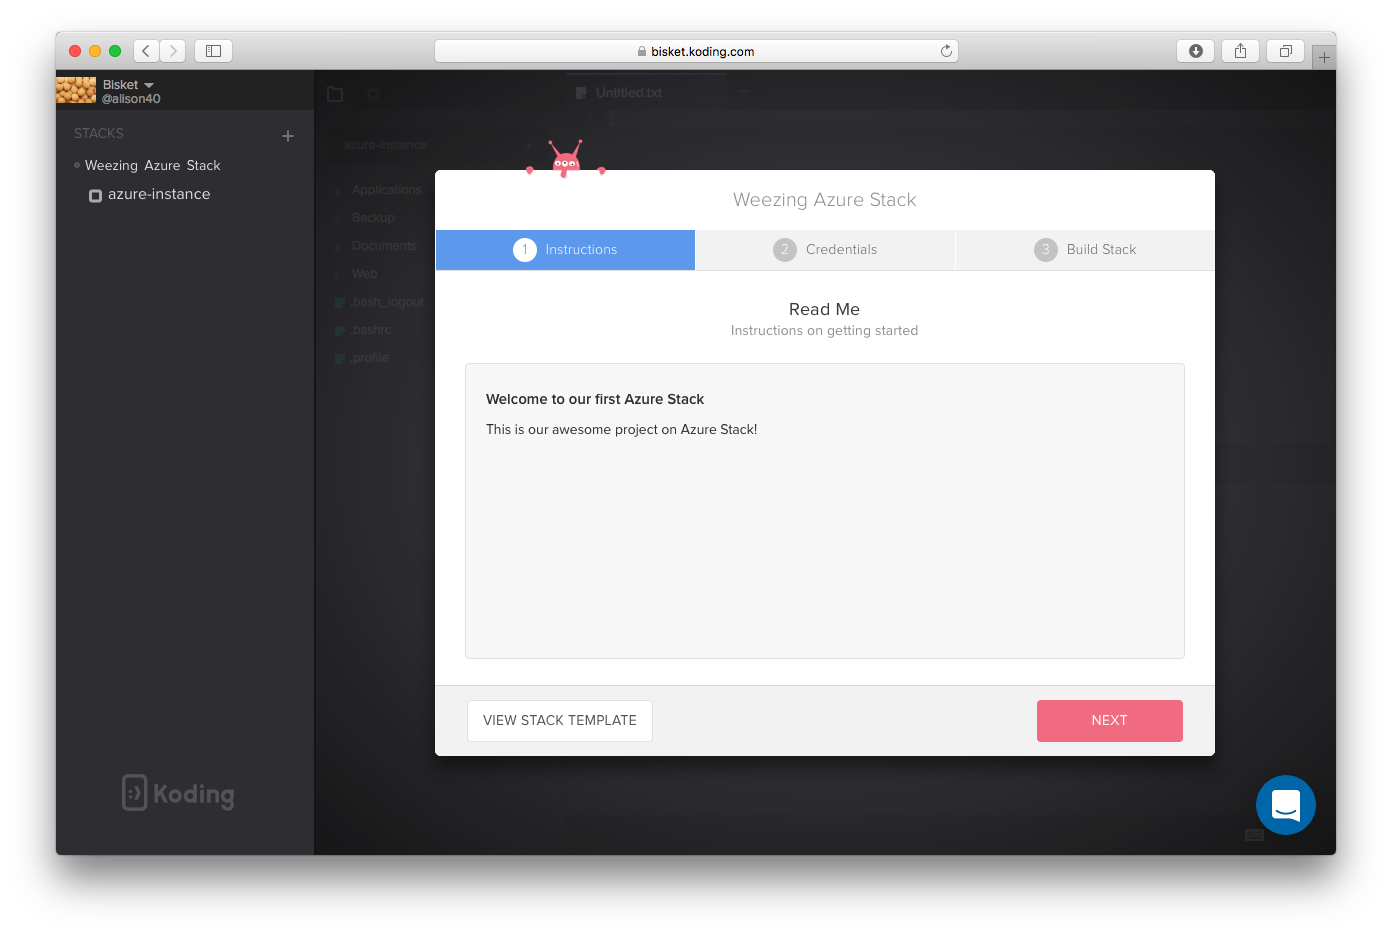 bisket.koding.com
Bisket
@alison40
STACKS
Weezing Azure Stack
azure-instance
Untitled.txt
azure-instance
Applications
Beckup
Documents
Web
.bash_logout
.bashrc
.profile
Weezing Azure Stack
1 Instructions
2 Credentials
3 Build Stack
Read Me
Instructions on getting started
Welcome to our first Azure Stack
This is our awesome project on Azure Stack!
VIEW STACK TEMPLATE
NEXT
:) Koding